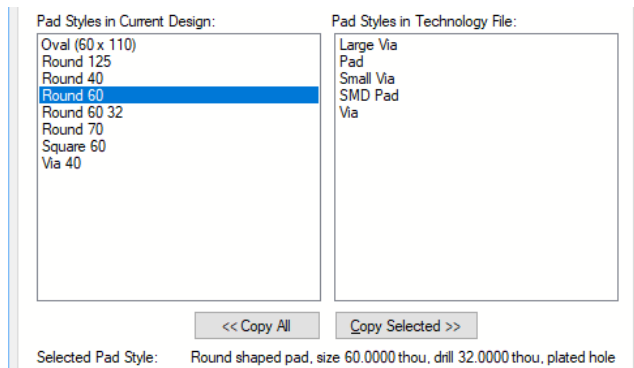 Pad Styles in Current Design:
Oval (60 x 110)
Round 125
Round 40
Round 60
Round 60 32
Round 70
Square 60
Via 40
Pad Styles in Technology File:
Large Via
Pad
Small Via
SMD Pad
Via
<< Copy All
Copy Selected >>
Selected Pad Style: Round shaped pad, size 60.0000 thou, drill 32.0000 thou, plated hole